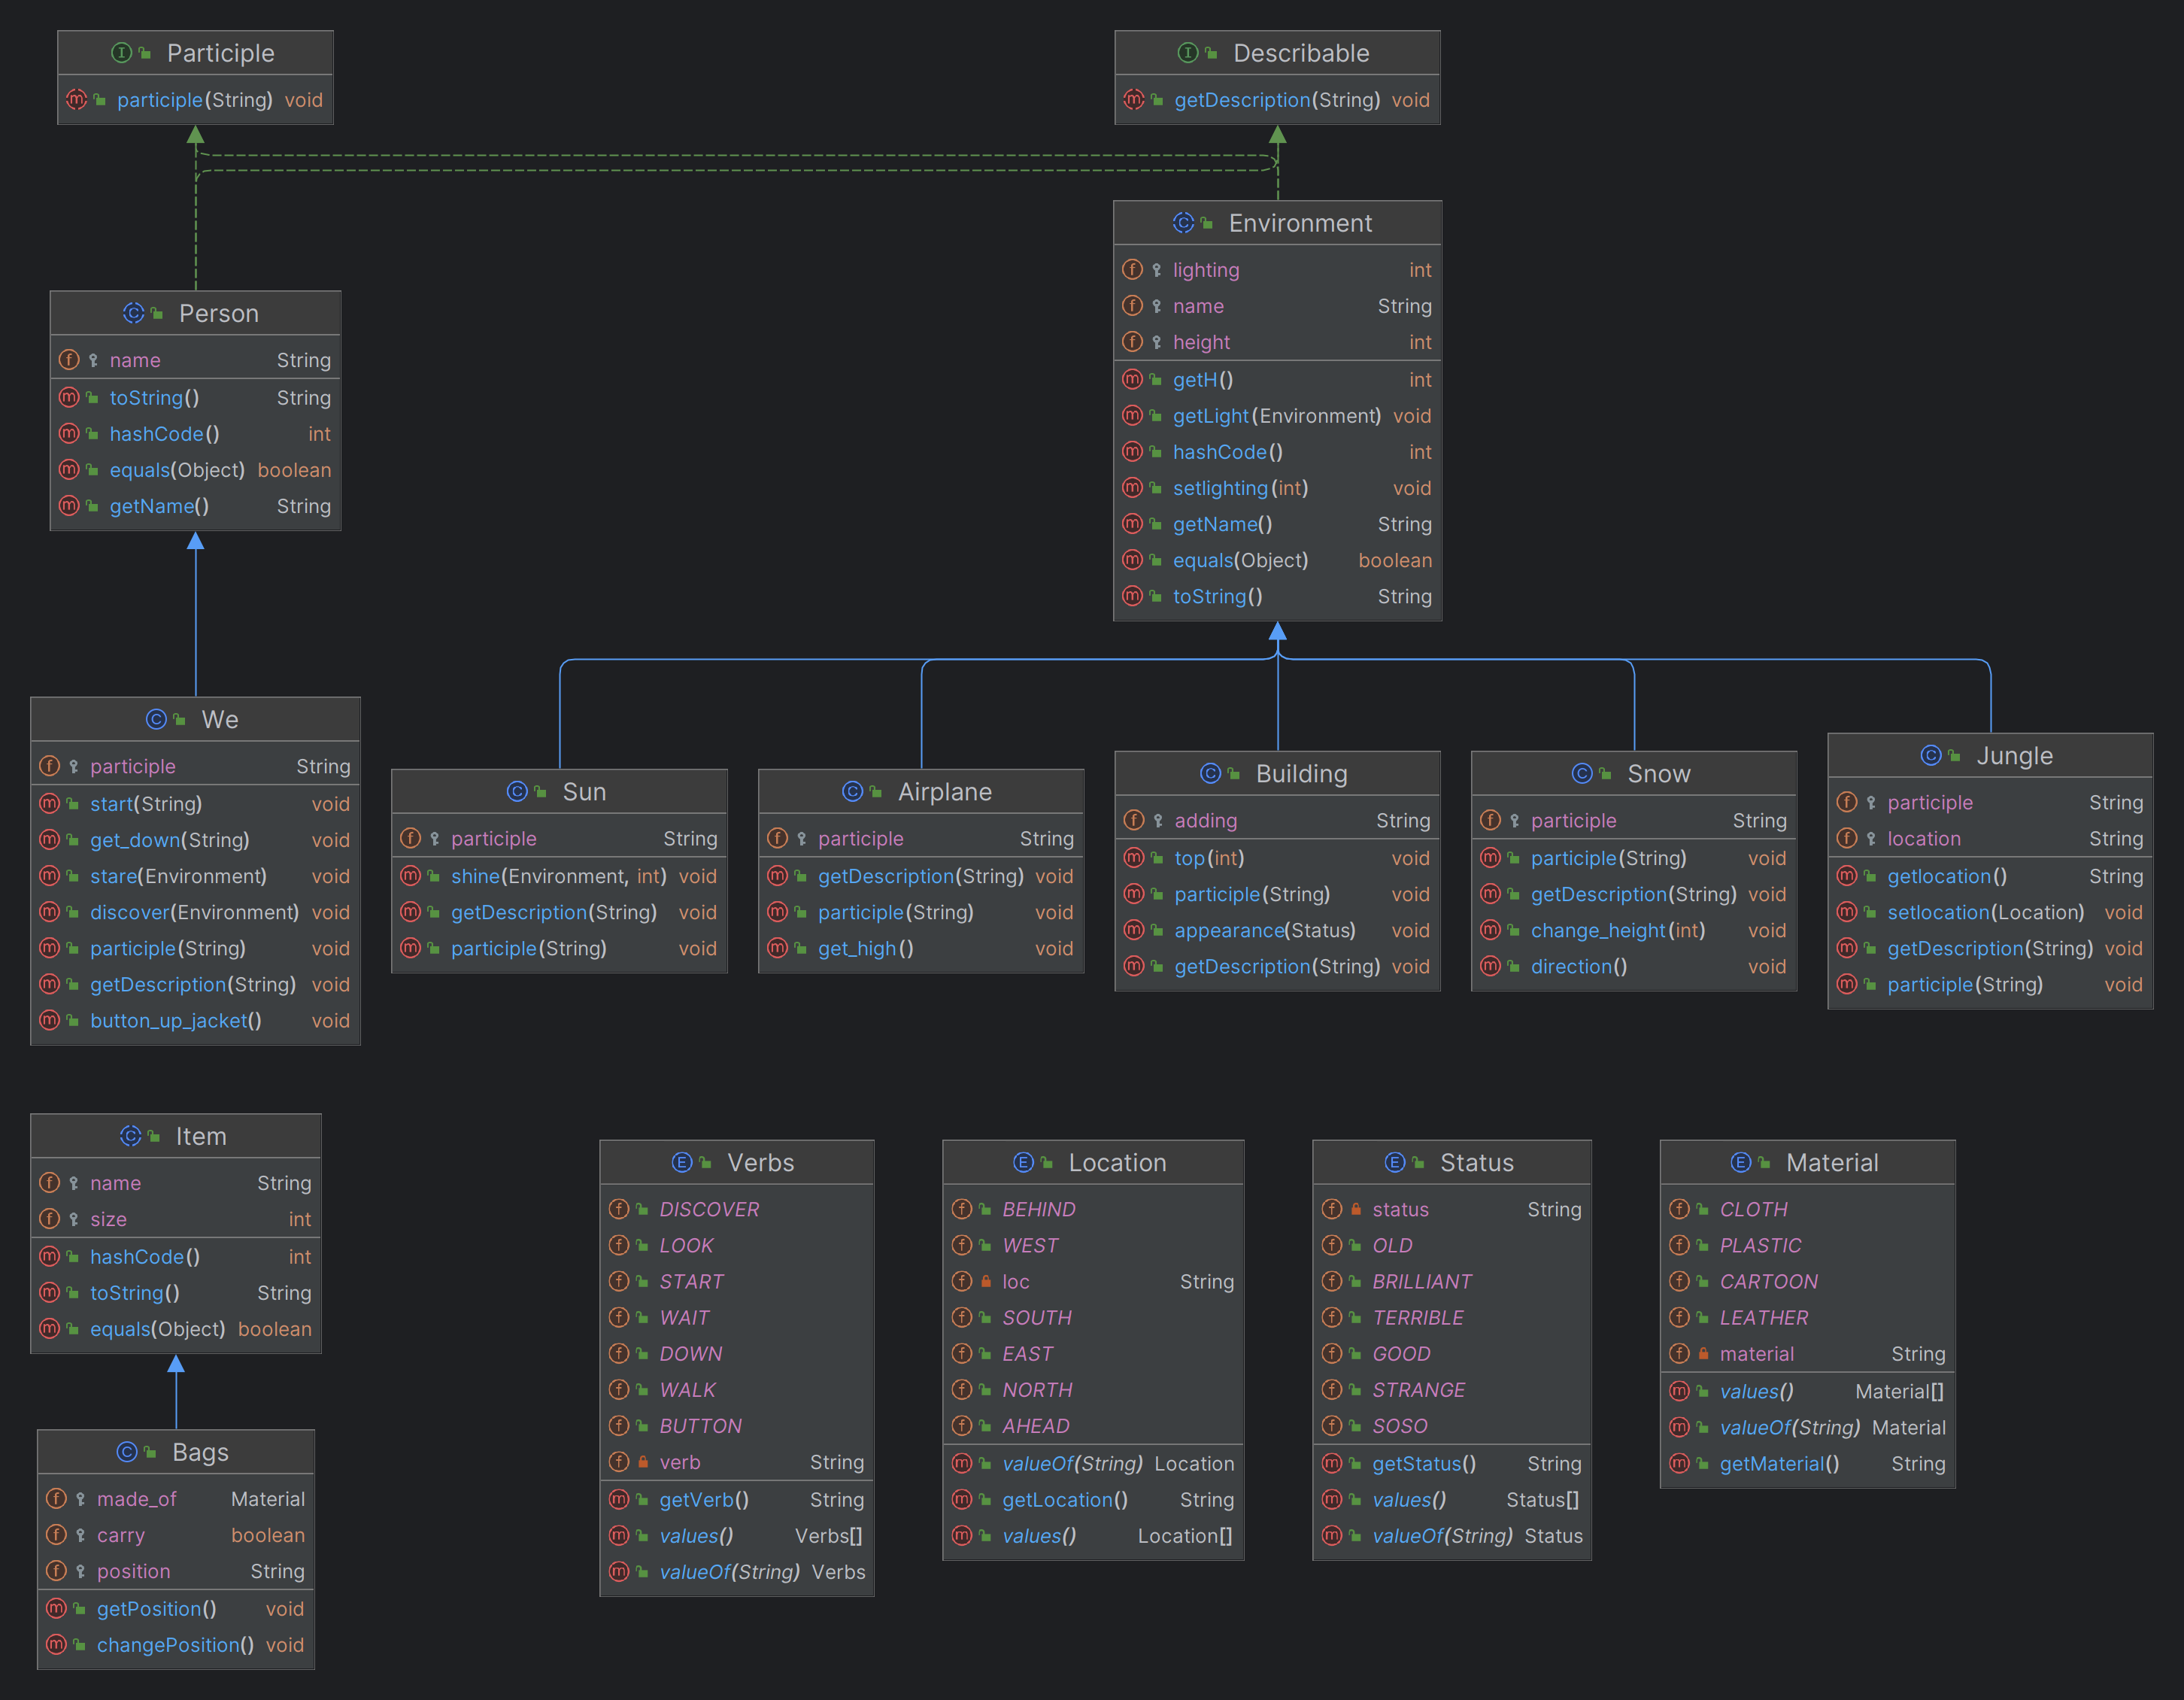 Participle
participle(String) void
Describable
getDescription(String) void
Environment
lighting int
name String
height int
getH() int
getLight(Environment) void
hashCode() int
setlighting(int) void
getName() String
equals(Object) boolean
toString() String
Person
name String
toString() String
hashCode() int
equals(Object) boolean
getName() String
We
participle String
start(String) void
get_down(String) void
stare(Environment) void
discover(Environment) void
participle(String) void
getDescription(String) void
button_up_jacket() void
Sun
participle String
shine(Environment, int) void
getDescription(String) void
participle(String) void
Airplane
participle String
getDescription(String) void
participle(String) void
get_high() void
Building
adding String
top(int) void
participle(String) void
appearance(Status) void
getDescription(String) void
Snow
participle String
participle(String) void
getDescription(String) void
change_height(int) void
direction() void
Jungle
participle String
location String
getlocation() String
setlocation(Location) void
getDescription(String) void
participle(String) void
Item
name String
size int
hashCode() int
toString() String
equals(Object) boolean
Bags
made_of Material
carry boolean
position String
getPosition() void
changePosition() void
Verbs
DISCOVER
LOOK
START
WAIT
DOWN
WALK
BUTTON
verb String
getVerb() String
values() Verbs[]
valueOf(String) Verbs
Location
BEHIND
WEST
loc String
SOUTH
EAST
NORTH
AHEAD
valueOf(String) Location
getLocation() String
values() Location[]
Status
status String
OLD
BRILLIANT
TERRIBLE
GOOD
STRANGE
SOSO
getStatus() String
values() Status[]
valueOf(String) Status
Material
CLOTH
PLASTIC
CARTOON
LEATHER
material String
values() Material[]
valueOf(String) Material
getMaterial() String